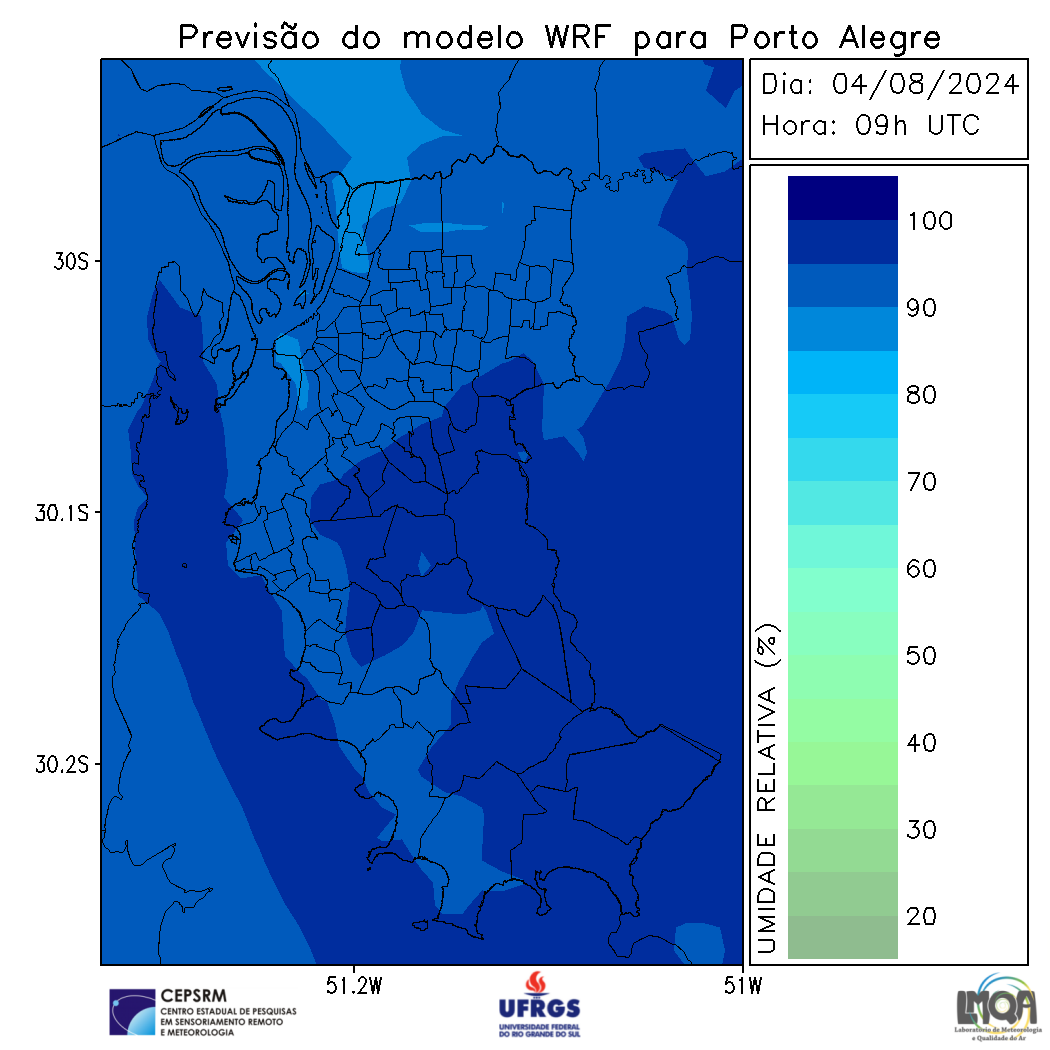 Previsão do modelo WRF para Porto Alegre
Dia: 04/08/2024
Hora: 09h UTC
30S
30.1S
30.2S
51.2W
51W
100
90
80
70
60
50
40
30
20
UMIDADE RELATIVA (%)
CEPSRM
CENTRO ESTADUAL DE PESQUISAS
EM SENSORIAMENTO REMOTO
E METEOROLOGIA
UFRGS
UNIVERSIDADE FEDERAL
DO RIO GRANDE DO SUL
LMQA
Laboratório de Meteorologia
e Qualidade do Ar